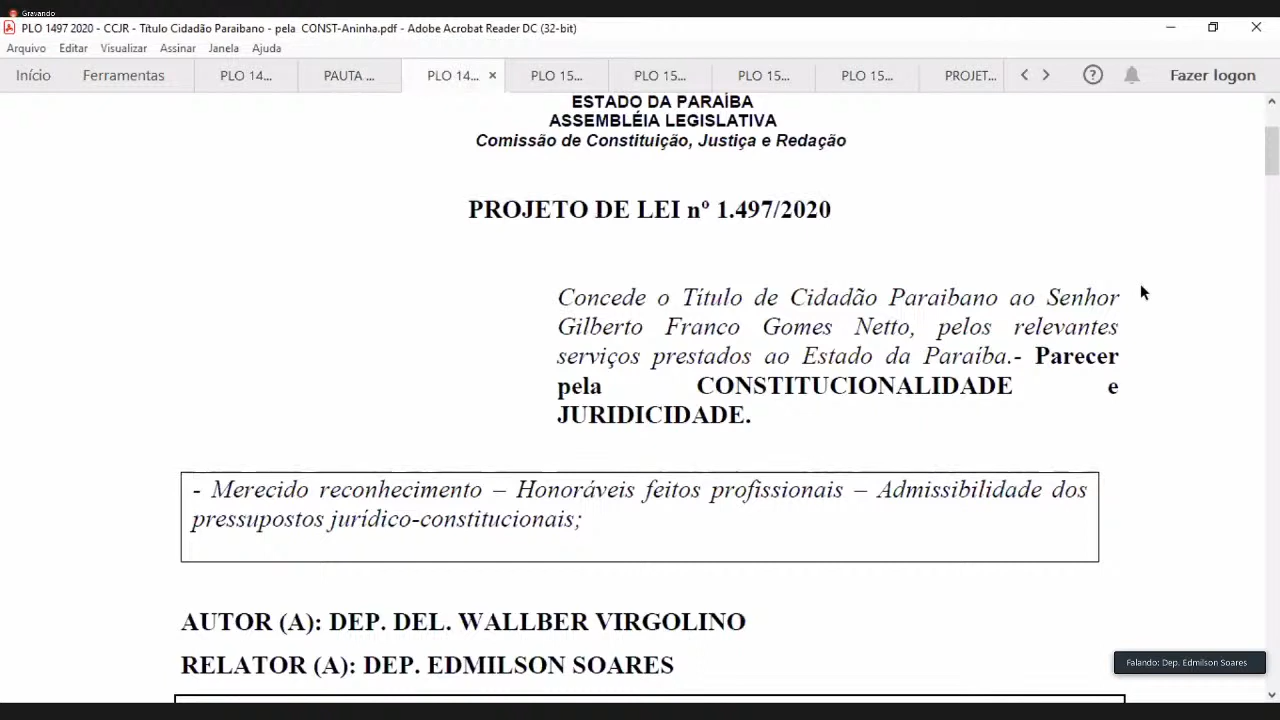 Gravando
PLO 1497 2020 - CCJR - Título Cidadão Paraibano - pela CONST-Aninha.pdf - Adobe Acrobat Reader DC (32-bit)
Arquivo Editar Visualizar Assinar Janela Ajuda
Início Ferramentas PLO 14... PAUTA ... PLO 14... × PLO 15... PLO 15... PLO 15... PLO 15... PROJET... Fazer logon
ESTADO DA PARAÍBA
ASSEMBLÉIA LEGISLATIVA
Comissão de Constituição, Justiça e Redação
PROJETO DE LEI nº 1.497/2020
Concede o Título de Cidadão Paraibano ao Senhor
Gilberto Franco Gomes Netto, pelos relevantes
serviços prestados ao Estado da Paraíba.- Parecer
pela CONSTITUCIONALIDADE e
JURIDICIDADE.
- Merecido reconhecimento – Honoráveis feitos profissionais – Admissibilidade dos
pressupostos jurídico-constitucionais;
AUTOR (A): DEP. DEL. WALLBER VIRGOLINO
RELATOR (A): DEP. EDMILSON SOARES
Falando: Dep. Edmilson Soares